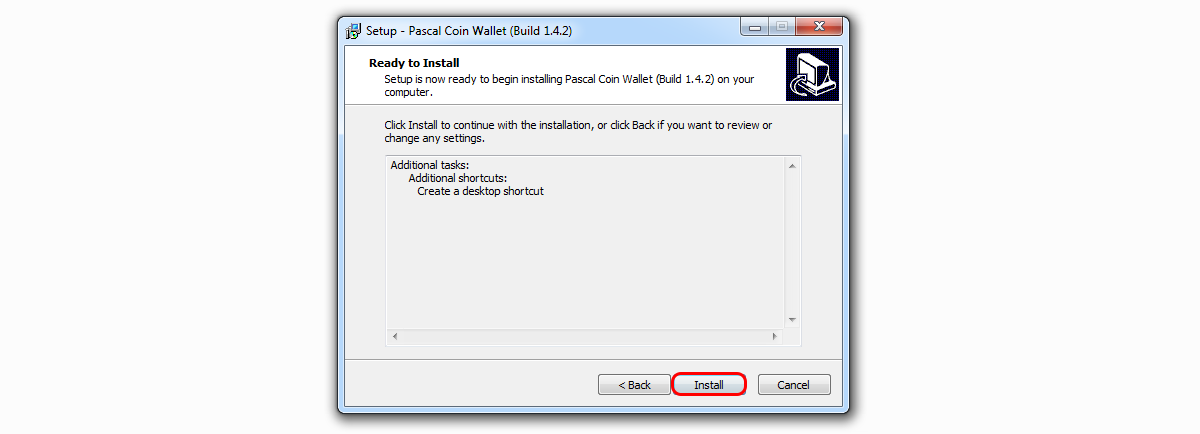 Setup - Pascal Coin Wallet (Build 1.4.2)
Ready to Install
Setup is now ready to begin installing Pascal Coin Wallet (Build 1.4.2) on your
computer.
Click Install to continue with the installation, or click Back if you want to review or
change any settings.
Additional tasks:
Additional shortcuts:
Create a desktop shortcut
< Back
Install
Cancel